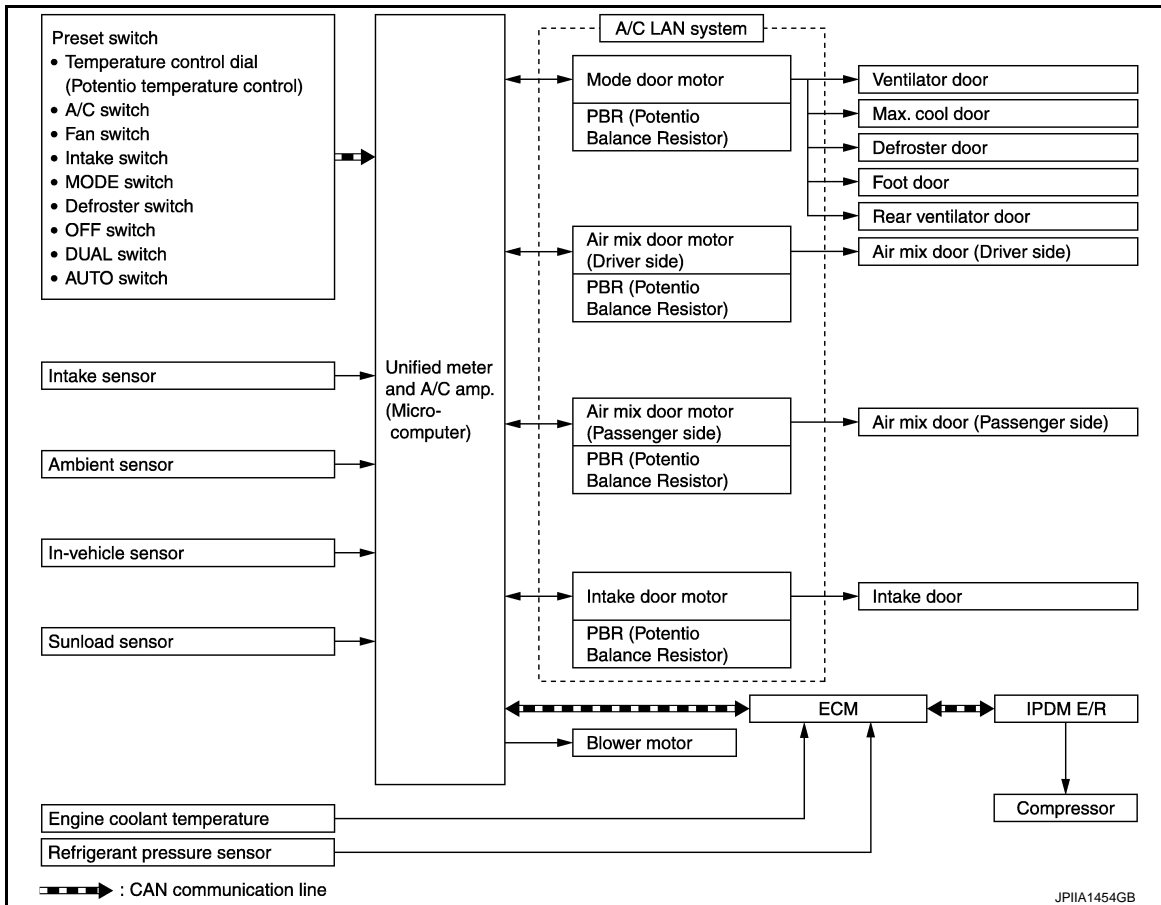 Preset switch
• Temperature control dial
(Potentio temperature control)
• A/C switch
• Fan switch
• Intake switch
• MODE switch
• Defroster switch
• OFF switch
• DUAL switch
• AUTO switch
Intake sensor
Ambient sensor
In-vehicle sensor
Sunload sensor
Unified meter
and A/C amp.
(Micro-
computer)
A/C LAN system
Mode door motor
PBR (Potentio
Balance Resistor)
Ventilator door
Max. cool door
Defroster door
Foot door
Rear ventilator door
Air mix door motor
(Driver side)
PBR (Potentio
Balance Resistor)
Air mix door (Driver side)
Air mix door motor
(Passenger side)
PBR (Potentio
Balance Resistor)
Air mix door (Passenger side)
Intake door motor
PBR (Potentio
Balance Resistor)
Intake door
ECM
IPDM E/R
Blower motor
Compressor
Engine coolant temperature
Refrigerant pressure sensor
: CAN communication line
JPIIA1454GB